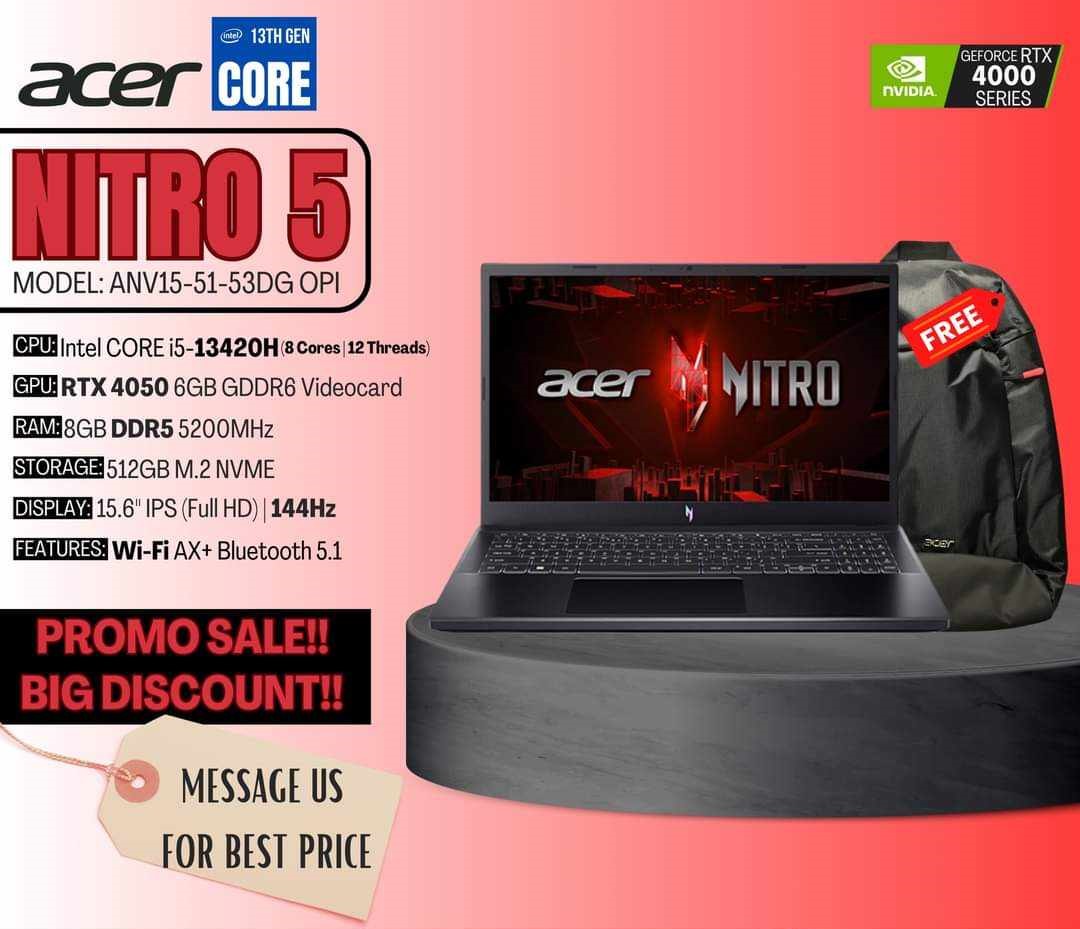 acer
intel 13TH GEN
CORE
NVIDIA.
GEFORCE RTX
4000
SERIES
NITRO 5
MODEL: ANV15-51-53DG OPI
CPU: Intel CORE i5-13420H (8 Cores | 12 Threads)
GPU: RTX 4050 6GB GDDR6 Videocard
RAM: 8GB DDR5 5200MHz
STORAGE: 512GB M.2 NVME
DISPLAY: 15.6" IPS (Full HD) | 144Hz
FEATURES: Wi-Fi AX+ Bluetooth 5.1
acer NITRO
FREE
acer
PROMO SALE!!
BIG DISCOUNT!!
MESSAGE US
FOR BEST PRICE